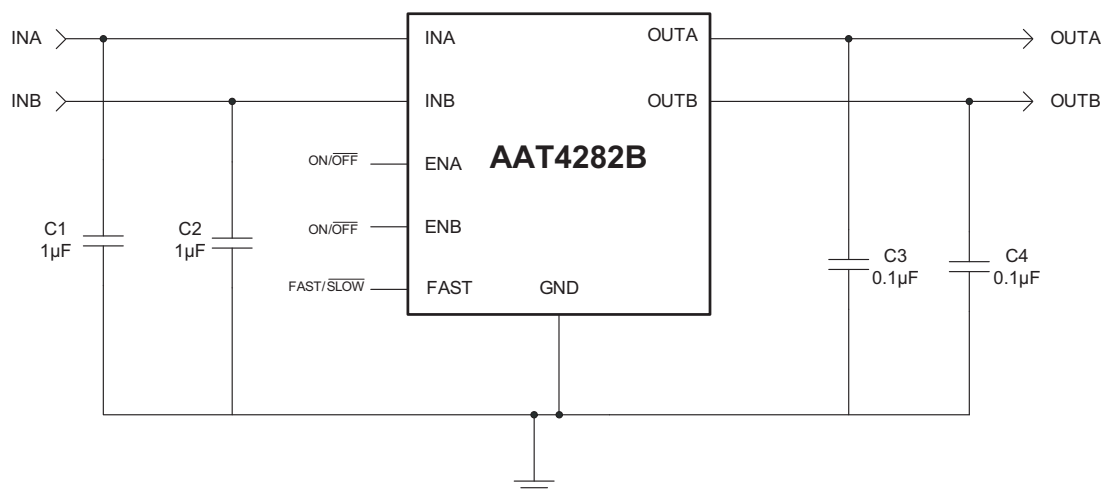 INA
INA
OUTA
OUTA
INB
INB
OUTB
OUTB
AAT4282B
ON/OFF
ENA
ON/OFF
ENB
C1
1µF
C2
1µF
C3
0.1µF
C4
0.1µF
FAST/SLOW
FAST
GND